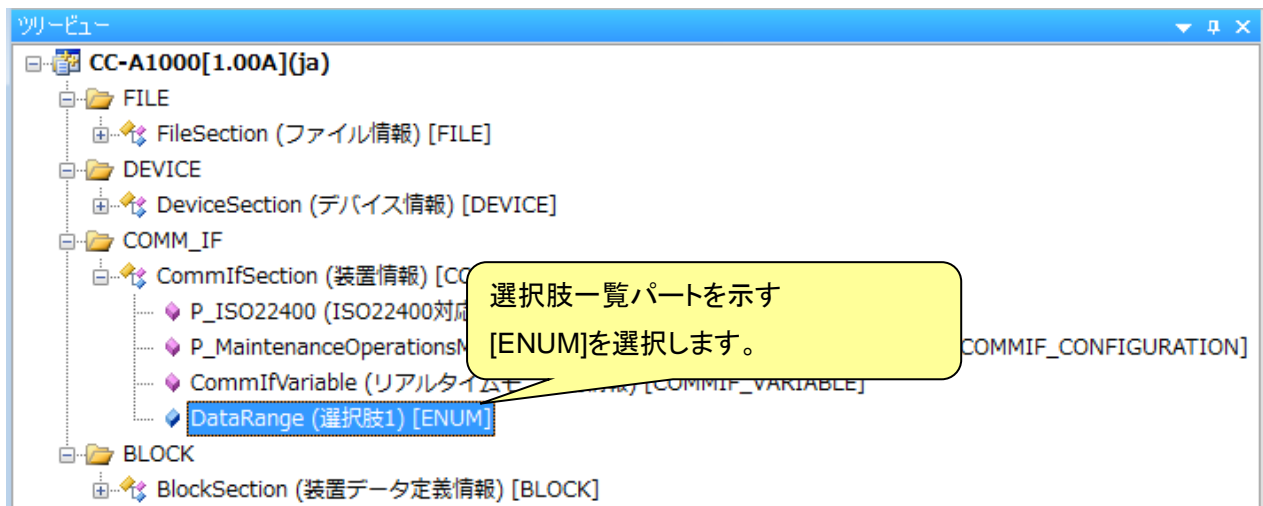 ツリービュー
CC-A1000[1.00A](ja)
FILE
FileSection (ファイル情報) [FILE]
DEVICE
DeviceSection (デバイス情報) [DEVICE]
COMM_IF
CommIfSection (装置情報) [CO
選択肢一覧パートを示す
[ENUM]を選択します。
P_ISO22400 (ISO22400対応
P_MaintenanceOperationsM COMMIF_CONFIGURATION]
CommIfVariable (リアルタイムモ 情報) [COMMIF_VARIABLE]
DataRange (選択肢1) [ENUM]
BLOCK
BlockSection (装置データ定義情報) [BLOCK]